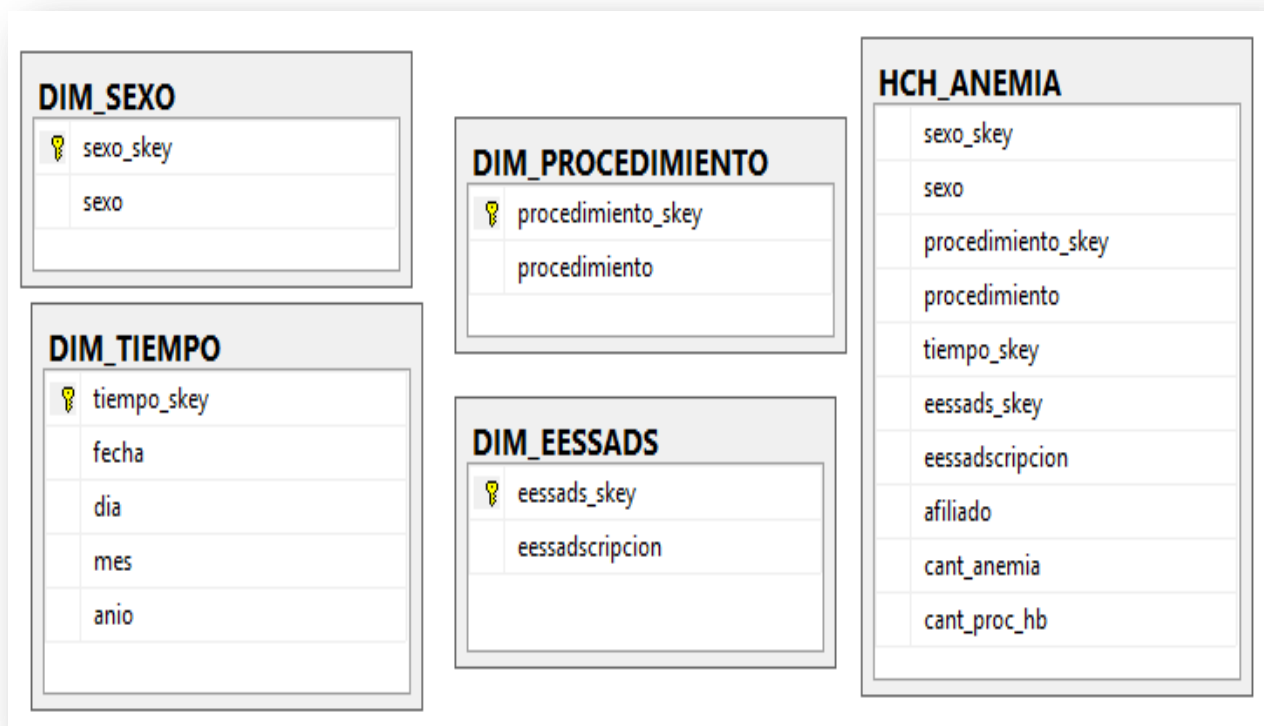 DIM_SEXO
sexo_skey
sexo
DIM_TIEMPO
tiempo_skey
fecha
dia
mes
anio
DIM_PROCEDIMIENTO
procedimiento_skey
procedimiento
DIM_EESSADS
eessads_skey
eessadscripcion
HCH_ANEMIA
sexo_skey
sexo
procedimiento_skey
procedimiento
tiempo_skey
eessads_skey
eessadscripcion
afiliado
cant_anemia
cant_proc_hb